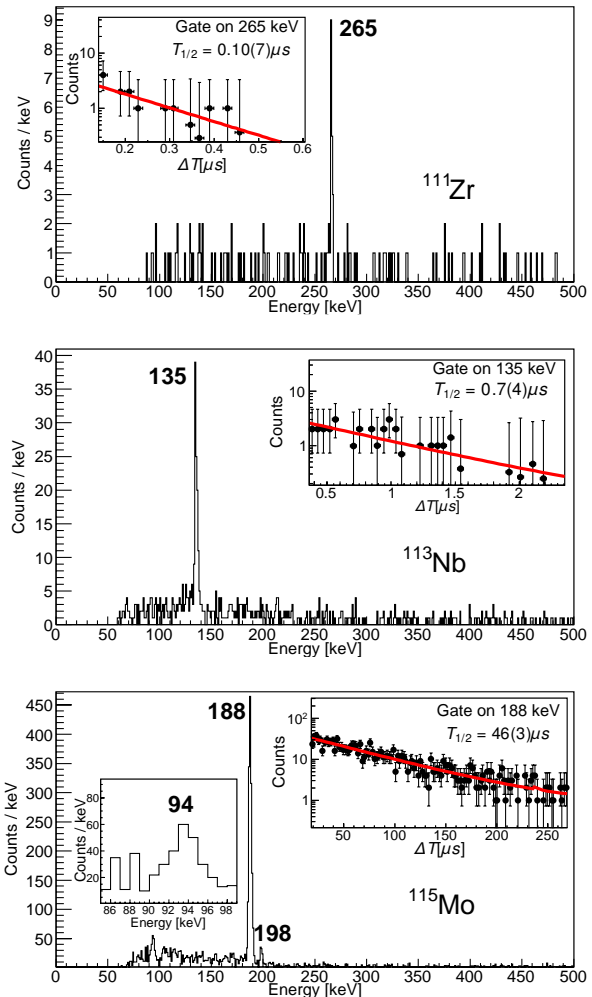 Gate on 265 keV
T1/2 = 0.10(7)μs
Counts
10
1
0.2 0.3 0.4 0.5 0.6
ΔT[μs]
265
111Zr
Counts / keV
9
8
7
6
5
4
3
2
1
0
0 50 100 150 200 250 300 350 400 450 500
Energy [keV]
135
Gate on 135 keV
T1/2 = 0.7(4)μs
Counts
10
1
0.5 1 1.5 2
ΔT[μs]
113Nb
Counts / keV
40
35
30
25
20
15
10
5
0
0 50 100 150 200 250 300 350 400 450 500
Energy [keV]
188
Gate on 188 keV
T1/2 = 46(3)μs
Counts
10²
10
1
50 100 150 200 250
ΔT[μs]
94
Counts / keV
80
60
40
20
86 88 90 92 94 96 98
Energy [keV]
198
115Mo
Counts / keV
450
400
350
300
250
200
150
100
50
0 50 100 150 200 250 300 350 400 450 500
Energy [keV]